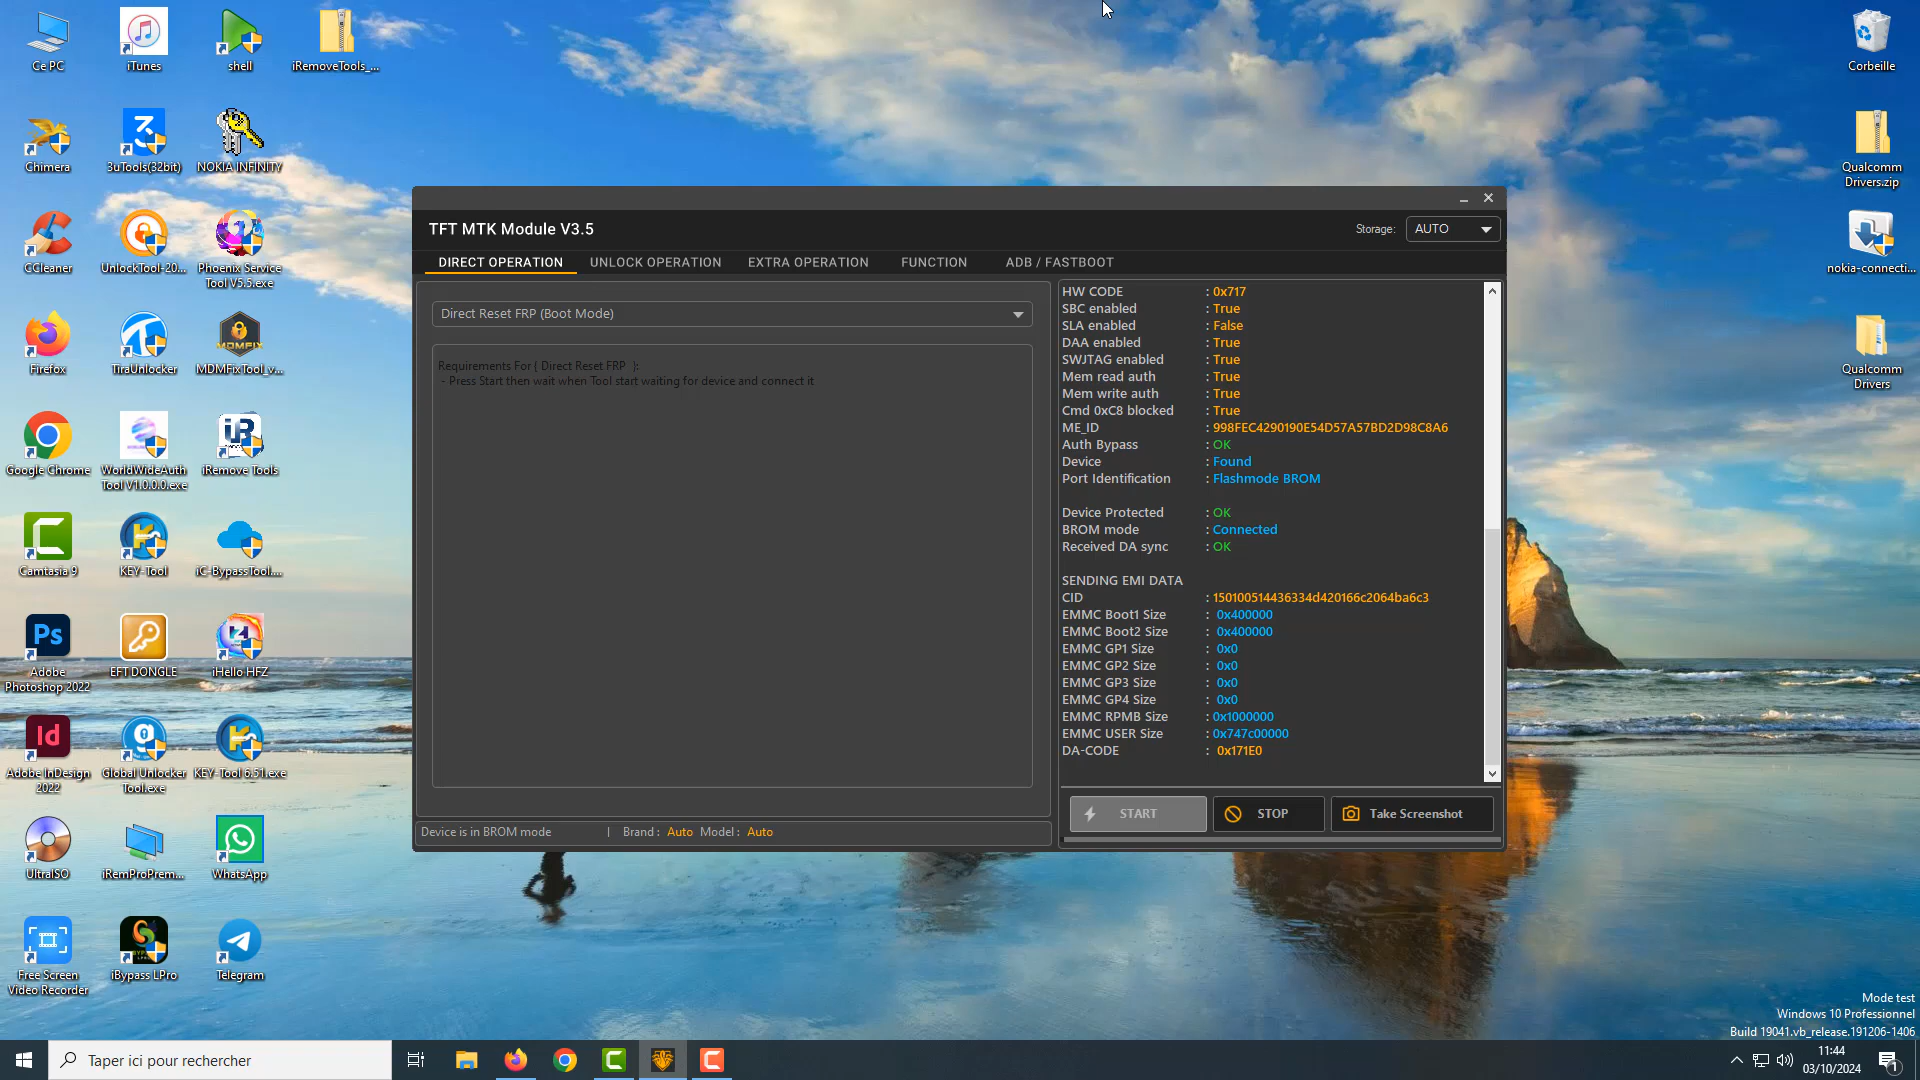 Ce PC
iTunes
shell
iRemoveTools_...
Corbeille
Chimera
3uTools(32bit)
NOKIA INFINITY
Qualcomm
Drivers.zip
CCleaner
UnlockTool-20...
Phoenix Service
Tool V5.5.exe
nokia-connecti...
Firefox
TiraUnlocker
MDMFIX
MDMFixTool_v...
Qualcomm
Drivers
Google Chrome
WorldWideAuth
Tool V1.0.0.0.exe
iR
iRemove Tools
Camtasia 9
KEY-Tool
iC-BypassTool....
Ps
Adobe
Photoshop 2022
EFT DONGLE
iHello HFZ
Id
Adobe InDesign
2022
Global Unlocker
Tool.exe
KEY-Tool 6.51.exe
UltraISO
iRemProPrem...
WhatsApp
Free Screen
Video Recorder
iBypass LPro
Telegram
TFT MTK Module V3.5
Storage:
AUTO
DIRECT OPERATION
UNLOCK OPERATION
EXTRA OPERATION
FUNCTION
ADB / FASTBOOT
Direct Reset FRP (Boot Mode)
Requirements For ( Direct Reset FRP ):
- Press Start then wait when Tool start waiting for device and connect it
HW CODE : 0x717
SBC enabled : True
SLA enabled : False
DAA enabled : True
SWJTAG enabled : True
Mem read auth : True
Mem write auth : True
Cmd 0xC8 blocked : True
ME_ID : 998FEC4290190E54D57A57BD2D98C8A6
Auth Bypass : OK
Device : Found
Port Identification : Flashmode BROM
Device Protected : OK
BROM mode : Connected
Received DA sync : OK
SENDING EMI DATA
CID : 150100514436334d420166c2064ba6c3
EMMC Boot1 Size : 0x400000
EMMC Boot2 Size : 0x400000
EMMC GP1 Size : 0x0
EMMC GP2 Size : 0x0
EMMC GP3 Size : 0x0
EMMC GP4 Size : 0x0
EMMC RPMB Size : 0x1000000
EMMC USER Size : 0x747c00000
DA-CODE : 0x171E0
START
STOP
Take Screenshot
Device is in BROM mode | Brand : Auto Model : Auto
Mode test
Windows 10 Professionnel
Build 19041.vb_release.191206-1406
Taper ici pour rechercher
11:44
03/10/2024
1